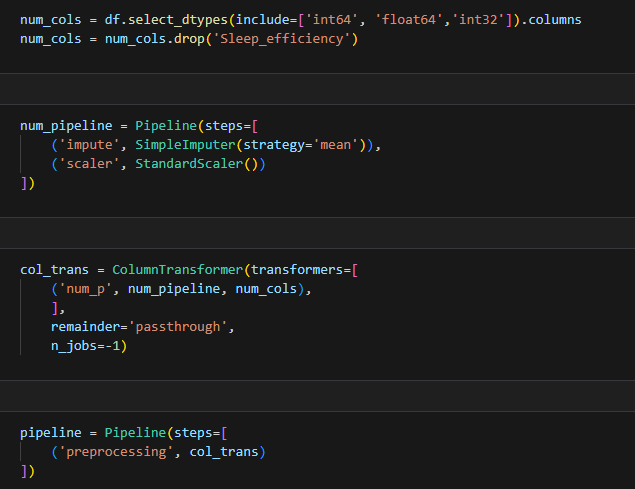 num_cols = df.select_dtypes(include=['int64', 'float64','int32']).columns
num_cols = num_cols.drop('Sleep_efficiency')
num_pipeline = Pipeline(steps=[
    ('impute', SimpleImputer(strategy='mean')),
    ('scaler', StandardScaler())
])
col_trans = ColumnTransformer(transformers=[
    ('num_p', num_pipeline, num_cols),
    ],
    remainder='passthrough',
    n_jobs=-1)
pipeline = Pipeline(steps=[
    ('preprocessing', col_trans)
])